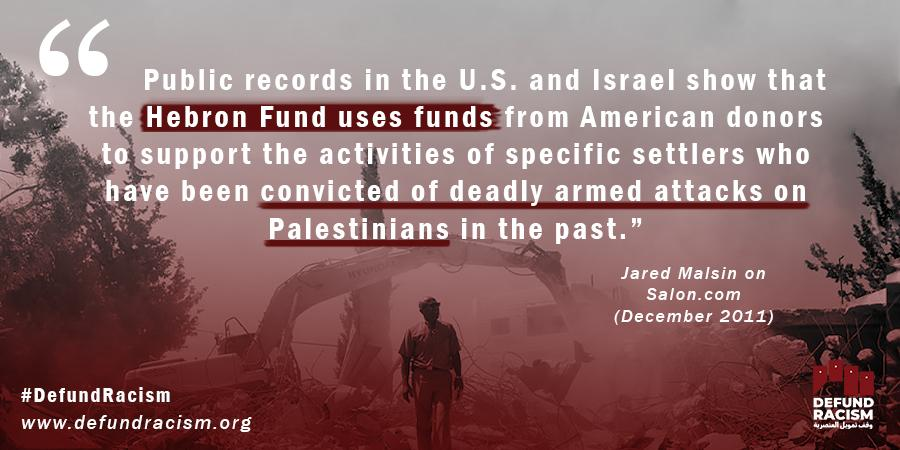 “
Public records in the U.S. and Israel show that
the Hebron Fund uses funds from American donors
to support the activities of specific settlers who
have been convicted of deadly armed attacks on
Palestinians in the past.”
Jared Malsin on
Salon.com
(December 2011)
HYUNDAI
#DefundRacism
www.defundracism.org
DEFUND
RACISM
وقف تمويل العنصرية